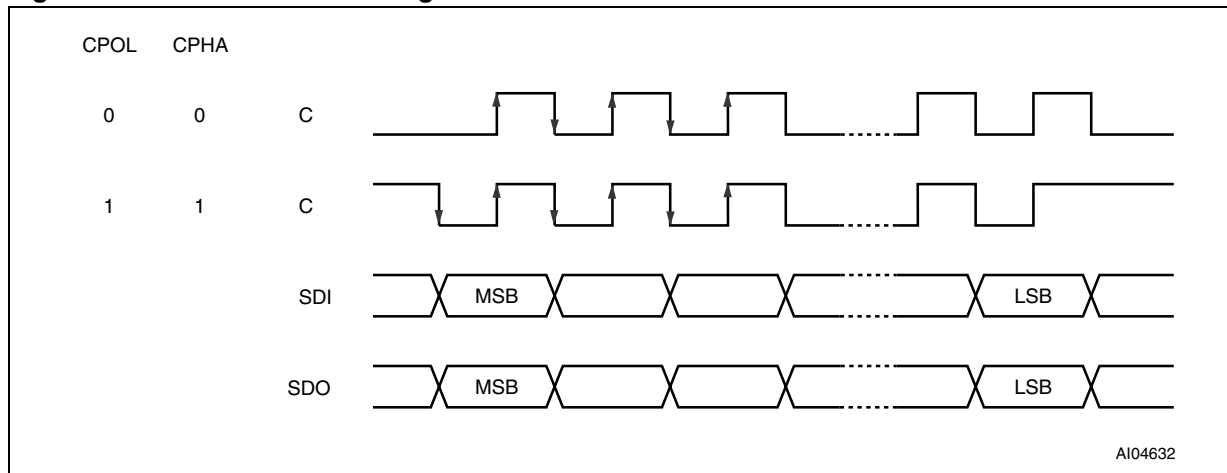 CPOL CPHA
0 0 C
1 1 C
SDI MSB LSB
SDO MSB LSB
AI04632